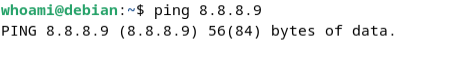 whoami@debian:~$ ping 8.8.8.9
PING 8.8.8.9 (8.8.8.9) 56(84) bytes of data.